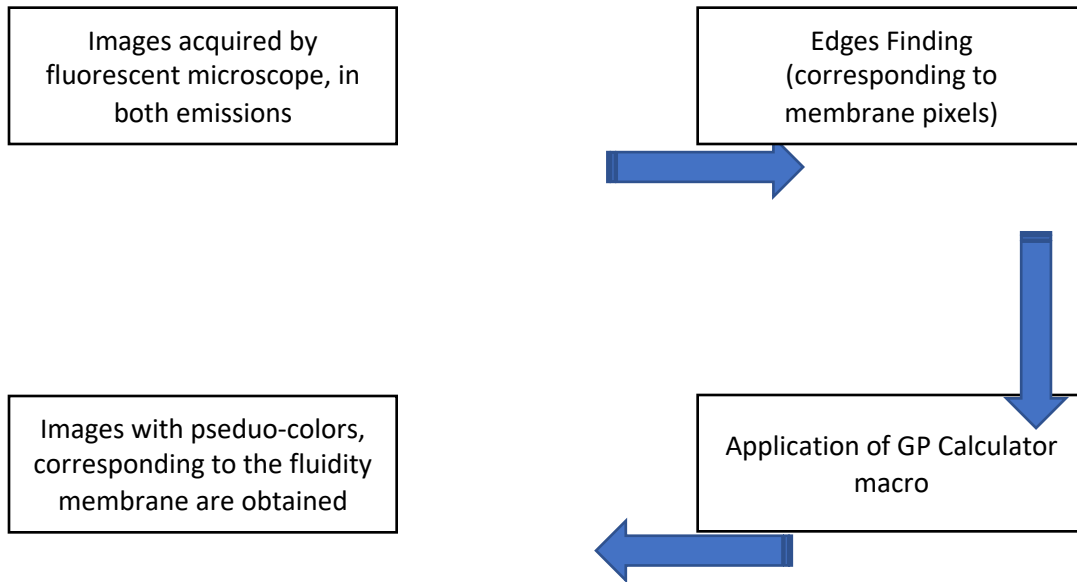 Images acquired by
fluorescent microscope, in
both emissions
Edges Finding
(corresponding to
membrane pixels)
Application of GP Calculator
macro
Images with pseduo-colors,
corresponding to the fluidity
membrane are obtained